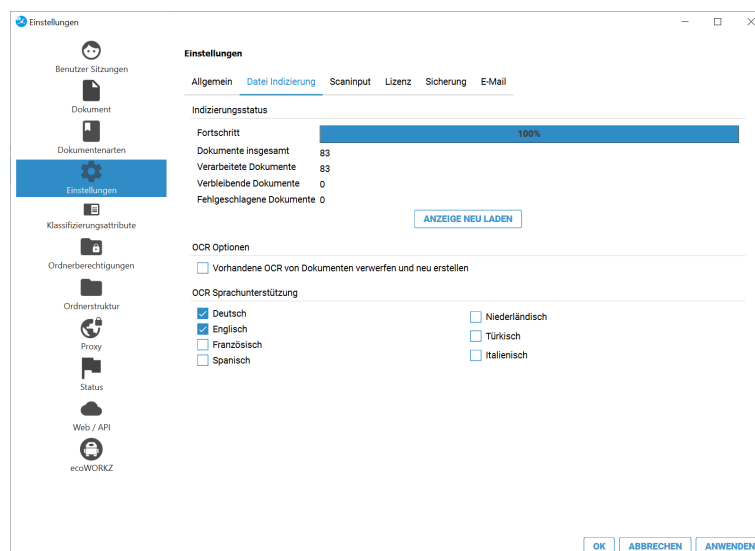 Einstellungen
Benutzer Sitzungen
Dokument
Dokumentenarten
Einstellungen
Klassifizierungsattribute
Ordnerberechtigungen
Ordnerstruktur
Proxy
Status
Web / API
ecoWORKZ
Einstellungen
Allgemein Datei Indizierung Scaninput Lizenz Sicherung E-Mail
Indizierungsstatus
Fortschritt 100%
Dokumente insgesamt 83
Verarbeitete Dokumente 83
Verbleibende Dokumente 0
Fehlgeschlagene Dokumente 0
ANZEIGE NEU LADEN
OCR Optionen
Vorhandene OCR von Dokumenten verwerfen und neu erstellen
OCR Sprachunterstützung
Deutsch
Englisch
Französisch
Spanisch
Niederländisch
Türkisch
Italienisch
OK ABBRECHEN ANWENDEN